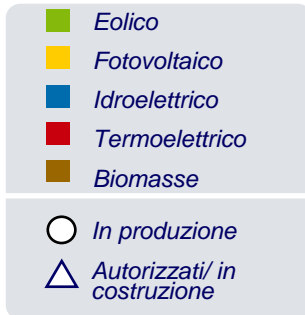 Eolico
Fotovoltaico
Idroelettrico
Termoelettrico
Biomasse
In produzione
Autorizzati/ in
costruzione